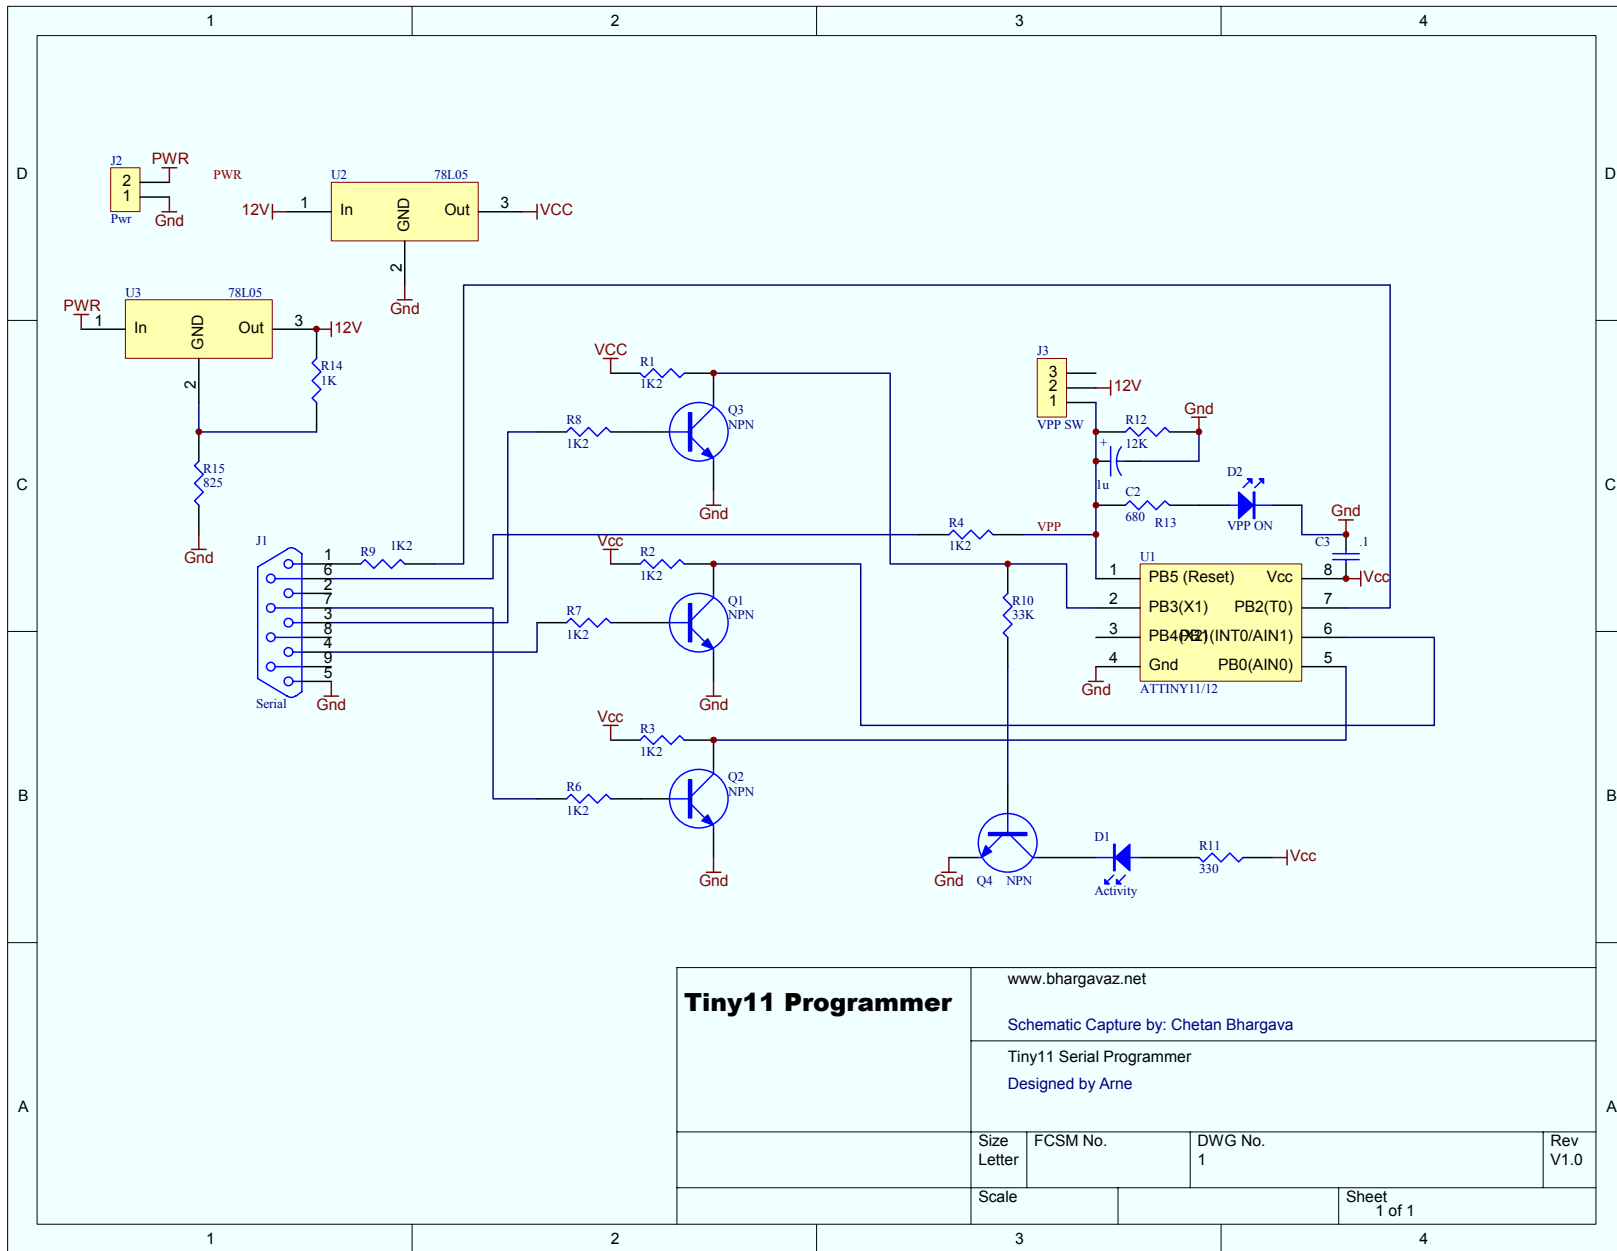 1 2 3 4
D D
J2
PWR
2
1
Pwr
Gnd
PWR
U2 78L05
12V 1 In GND Out 3 VCC
2
Gnd
U3 78L05
PWR 1 In GND Out 3 12V
2
R14
1K
R15
825
Gnd
C C
VCC
R1
1K2
R8
1K2
Q3
NPN
Gnd
J3
3
2
1
12V
VPP SW
Gnd
R12
12K
+
1u
C2
680
R13
D2
VPP ON
Gnd
C3 .1
R4
1K2
VPP
J1
R9 1K2
1
6
2
7
3
8
4
9
5
Serial
Gnd
Vcc
R2
1K2
R7
1K2
Q1
NPN
Gnd
R10
33K
U1
1 PB5 (Reset) Vcc 8 Vcc
2 PB3(X1) PB2(T0) 7
3 PB4(X2) PB1(INT0/AIN1) 6
4 Gnd PB0(AIN0) 5
Gnd
ATTINY11/12
B B
Vcc
R3
1K2
R6
1K2
Q2
NPN
Gnd
Gnd
Q4 NPN
D1
Activity
R11
330
Vcc
A A
Tiny11 Programmer
www.bhargavaz.net
Schematic Capture by: Chetan Bhargava
Tiny11 Serial Programmer
Designed by Arne
Size
Letter
FCSM No.
DWG No.
1
Rev
V1.0
Scale
Sheet
1 of 1
1 2 3 4